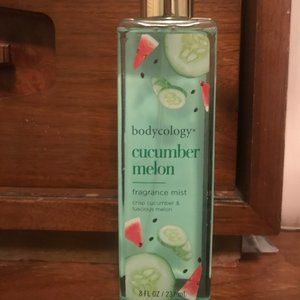 bodycology®
cucumber
melon
fragrance mist
crisp cucumber &
luscious melon
8 FL OZ / 237 mL